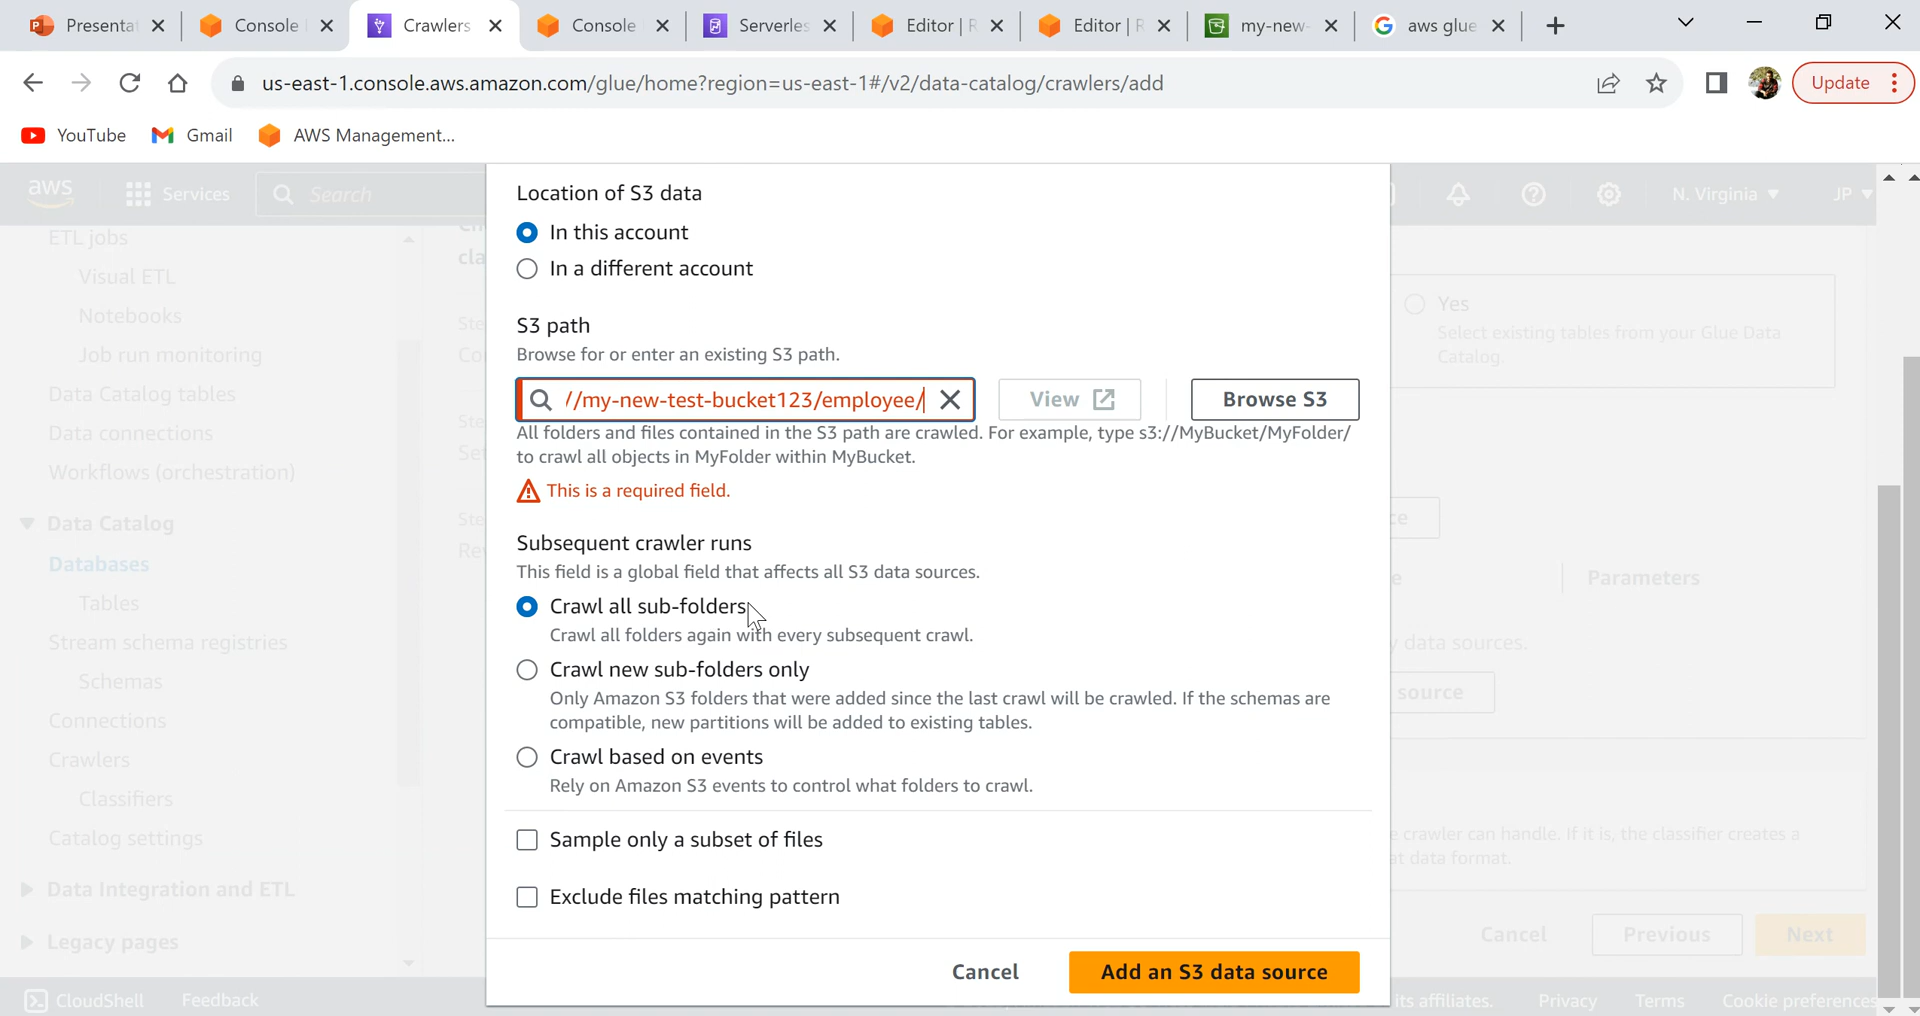 Presentat
Console
Crawlers
Console
Serverles
Editor | R
Editor | R
my-new-
aws glue
us-east-1.console.aws.amazon.com/glue/home?region=us-east-1#/v2/data-catalog/crawlers/add
Update
YouTube
Gmail
AWS Management...
aws
Services
Search
N. Virginia
JP
ETL jobs
Visual ETL
Notebooks
Job run monitoring
Data Catalog tables
Data connections
Workflows (orchestration)
Data Catalog
Databases
Tables
Stream schema registries
Schemas
Connections
Crawlers
Classifiers
Catalog settings
Data Integration and ETL
Legacy pages
Location of S3 data
In this account
In a different account
S3 path
Browse for or enter an existing S3 path.
//my-new-test-bucket123/employee/
View
Browse S3
All folders and files contained in the S3 path are crawled. For example, type s3://MyBucket/MyFolder/
to crawl all objects in MyFolder within MyBucket.
This is a required field.
Subsequent crawler runs
This field is a global field that affects all S3 data sources.
Crawl all sub-folders
Crawl all folders again with every subsequent crawl.
Crawl new sub-folders only
Only Amazon S3 folders that were added since the last crawl will be crawled. If the schemas are
compatible, new partitions will be added to existing tables.
Crawl based on events
Rely on Amazon S3 events to control what folders to crawl.
Sample only a subset of files
Exclude files matching pattern
Cancel
Add an S3 data source
Yes
Select existing tables from your Glue Data
Catalog.
Parameters
data sources.
source
crawler can handle. If it is, the classifier creates a
data format.
Cancel
Previous
Next
CloudShell
Feedback
its affiliates.
Privacy
Terms
Cookie preferences